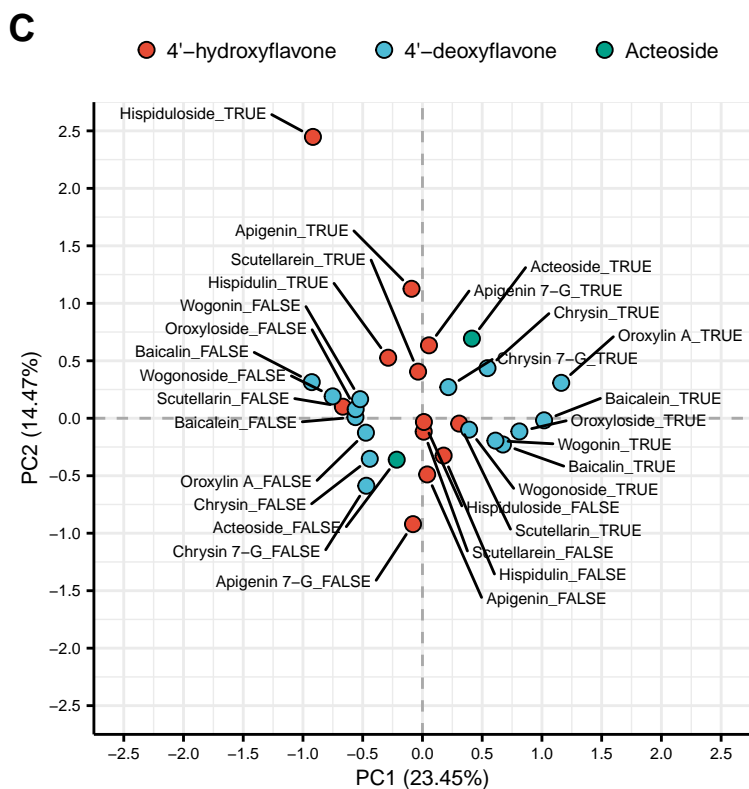 C
4'−hydroxyflavone 4'−deoxyflavone Acteoside
Hispiduloside_TRUE
Apigenin_TRUE
Scutellarein_TRUE
Acteoside_TRUE
Hispidulin_TRUE
Apigenin 7−G_TRUE
Wogonin_FALSE
Chrysin_TRUE
Oroxyloside_FALSE
Oroxylin A_TRUE
Baicalin_FALSE
Chrysin 7−G_TRUE
Wogonoside_FALSE
Scutellarin_FALSE
Baicalein_TRUE
Baicalein_FALSE
Oroxyloside_TRUE
Wogonin_TRUE
Baicalin_TRUE
Oroxylin A_FALSE
Wogonoside_TRUE
Chrysin_FALSE
Hispiduloside_FALSE
Acteoside_FALSE
Scutellarin_TRUE
Chrysin 7−G_FALSE
Scutellarein_FALSE
Apigenin 7−G_FALSE
Hispidulin_FALSE
Apigenin_FALSE
2.5
2.0
1.5
1.0
0.5
0.0
−0.5
−1.0
−1.5
−2.0
−2.5
PC2 (14.47%)
−2.5 −2.0 −1.5 −1.0 −0.5 0.0 0.5 1.0 1.5 2.0 2.5
PC1 (23.45%)